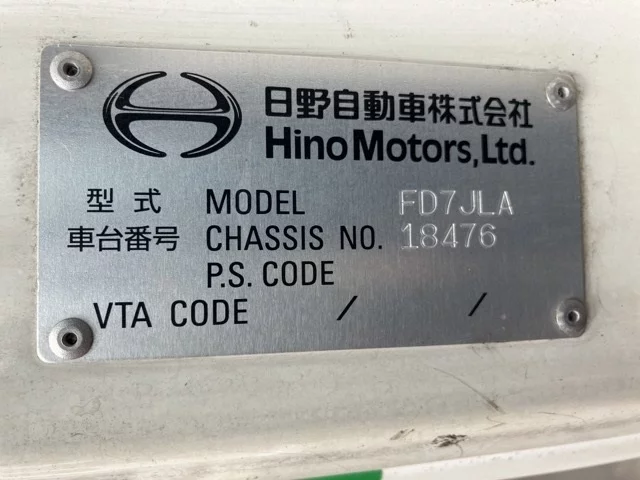 日野自動車株式会社
Hino Motors, Ltd.
型式 MODEL FD7JLA
車台番号 CHASSIS NO. 18476
P.S. CODE
VTA CODE / /